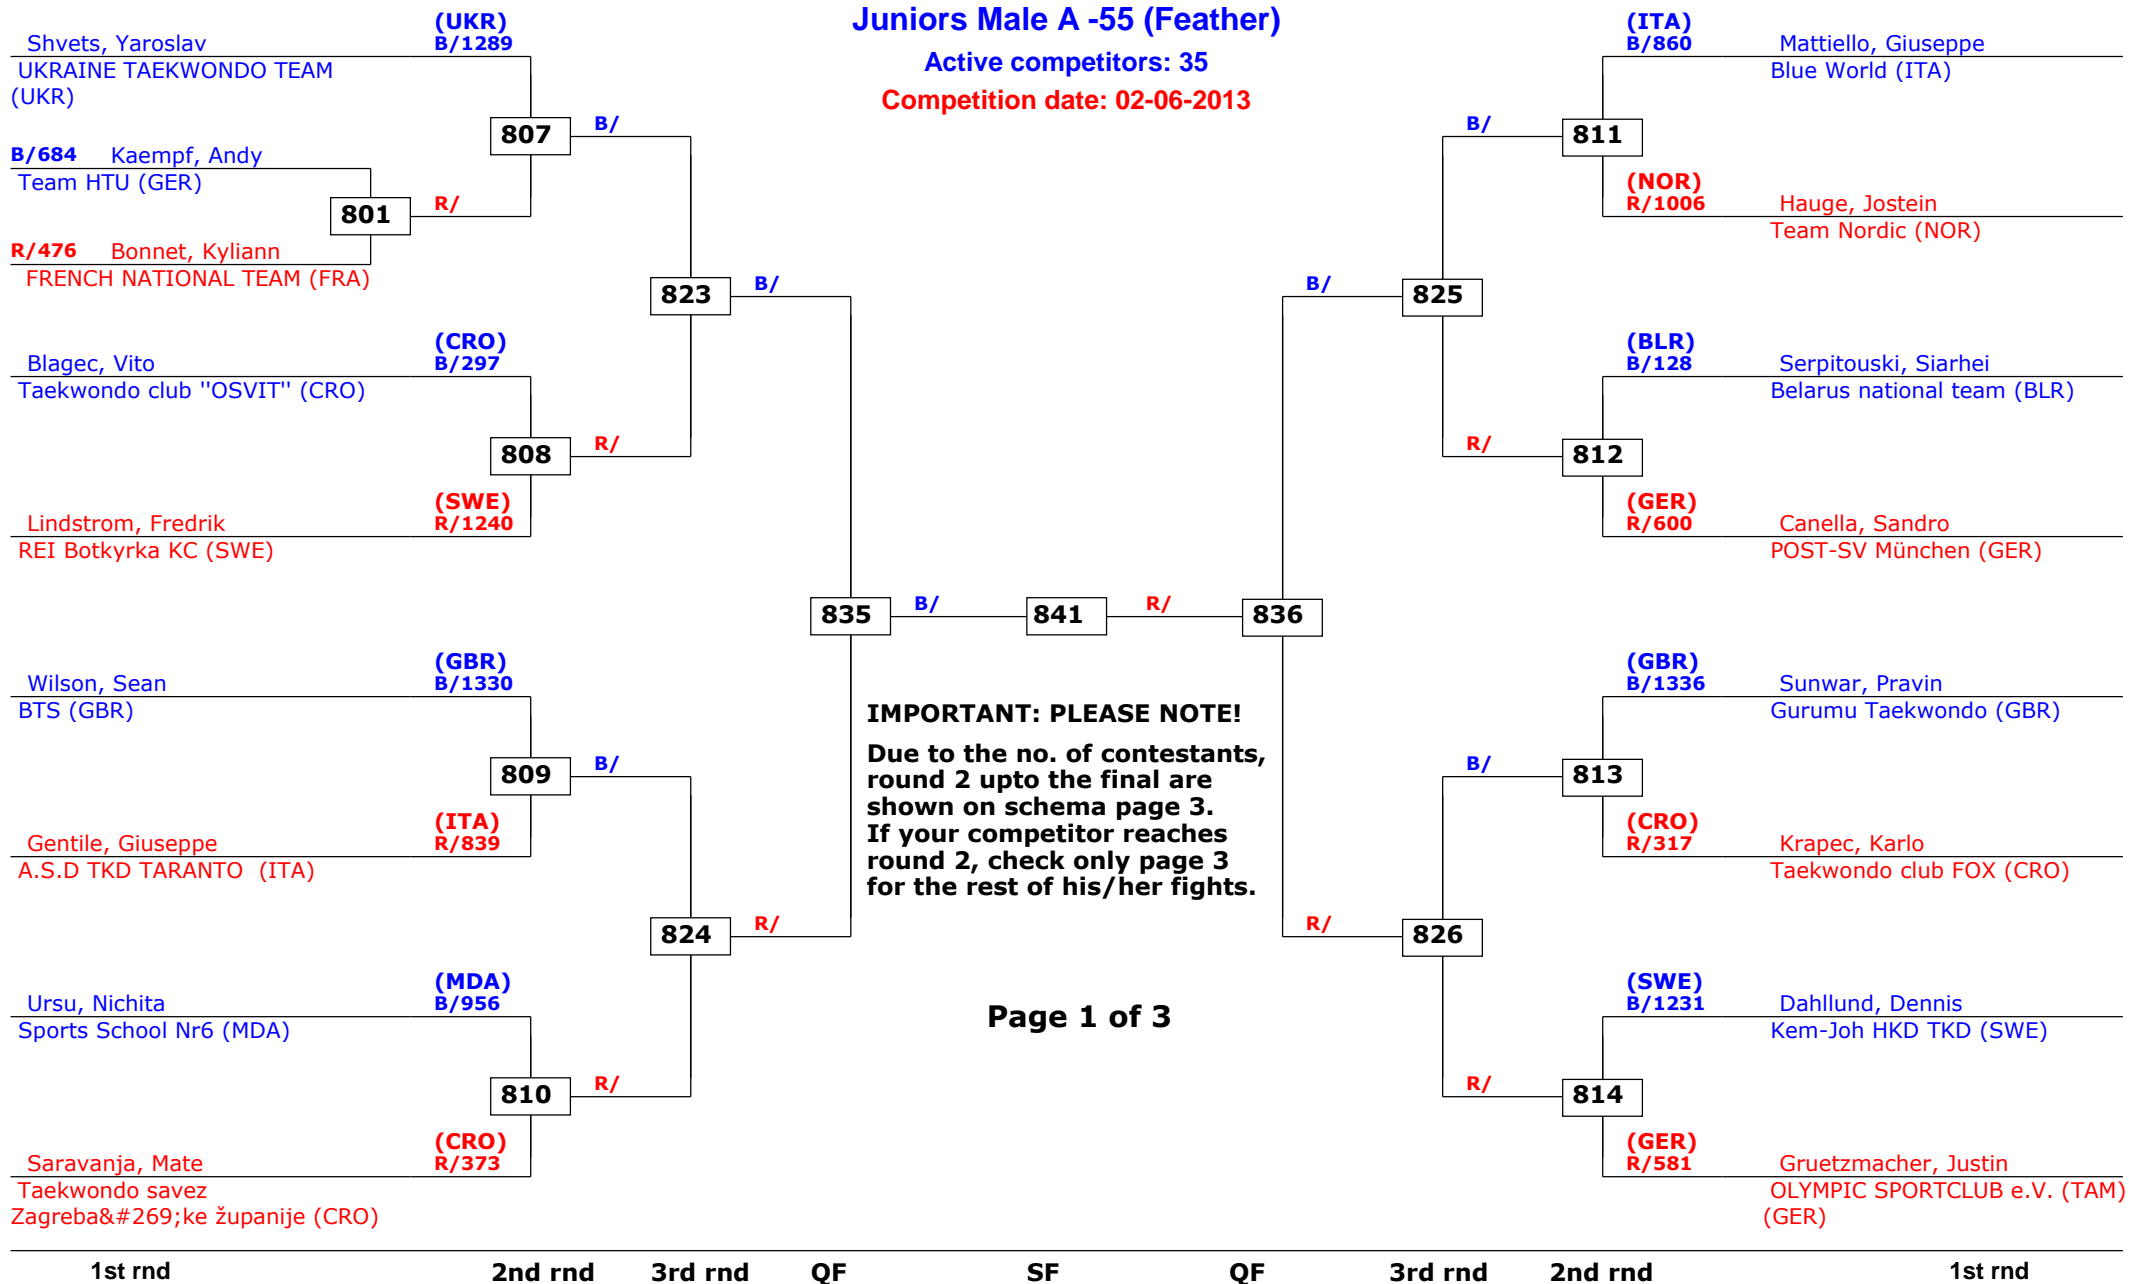 Juniors Male A -55 (Feather)
Active competitors: 35
Competition date: 02-06-2013
(UKR)
Shvets, Yaroslav B/1289
UKRAINE TAEKWONDO TEAM
(UKR)
807
B/
B/684 Kaempf, Andy
Team HTU (GER)
801
R/
R/476 Bonnet, Kyliann
FRENCH NATIONAL TEAM (FRA)
823
B/
(CRO)
Blagec, Vito B/297
Taekwondo club "OSVIT" (CRO)
808
R/
(SWE)
Lindstrom, Fredrik R/1240
REI Botkyrka KC (SWE)
835
B/
841
R/
836
(GBR)
Wilson, Sean B/1330
BTS (GBR)
809
B/
(ITA)
Gentile, Giuseppe R/839
A.S.D TKD TARANTO (ITA)
824
R/
(MDA)
Ursu, Nichita B/956
Sports School Nr6 (MDA)
810
R/
(CRO)
Saravanja, Mate R/373
Taekwondo savez
Zagreba&#269;ke županije (CRO)
IMPORTANT: PLEASE NOTE!
Due to the no. of contestants,
round 2 upto the final are
shown on schema page 3.
If your competitor reaches
round 2, check only page 3
for the rest of his/her fights.
Page 1 of 3
(ITA)
B/860 Mattiello, Giuseppe
Blue World (ITA)
B/
811
(NOR)
R/1006 Hauge, Jostein
Team Nordic (NOR)
B/
825
(BLR)
B/128 Serpitouski, Siarhei
Belarus national team (BLR)
R/
812
(GER)
R/600 Canella, Sandro
POST-SV München (GER)
(GBR)
B/1336 Sunwar, Pravin
Gurumu Taekwondo (GBR)
B/
813
(CRO)
R/317 Krapec, Karlo
Taekwondo club FOX (CRO)
R/
826
(SWE)
B/1231 Dahllund, Dennis
Kem-Joh HKD TKD (SWE)
R/
814
(GER)
R/581 Gruetzmacher, Justin
OLYMPIC SPORTCLUB e.V. (TAM)
(GER)
1st rnd 2nd rnd 3rd rnd QF SF QF 3rd rnd 2nd rnd 1st rnd